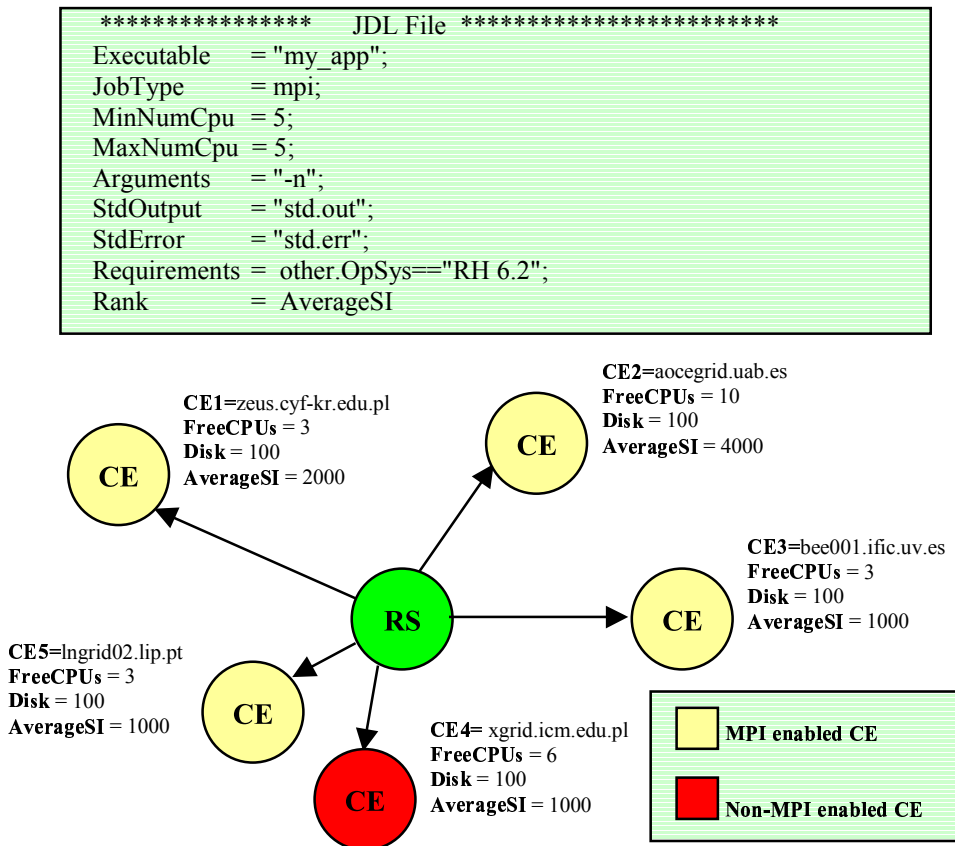 **************** JDL File ************************
Executable = "my_app";
JobType = mpi;
MinNumCpu = 5;
MaxNumCpu = 5;
Arguments = "-n";
StdOutput = "std.out";
StdError = "std.err";
Requirements = other.OpSys=="RH 6.2";
Rank = AverageSI
CE1=zeus.cyf-kr.edu.pl
FreeCPUs = 3
Disk = 100
AverageSI = 2000
CE
CE2=aocegrid.uab.es
FreeCPUs = 10
Disk = 100
AverageSI = 4000
CE
CE3=bee001.ific.uv.es
FreeCPUs = 3
Disk = 100
AverageSI = 1000
CE
RS
CE5=lngrid02.lip.pt
FreeCPUs = 3
Disk = 100
AverageSI = 1000
CE
CE4= xgrid.icm.edu.pl
FreeCPUs = 6
Disk = 100
AverageSI = 1000
CE
MPI enabled CE
Non-MPI enabled CE